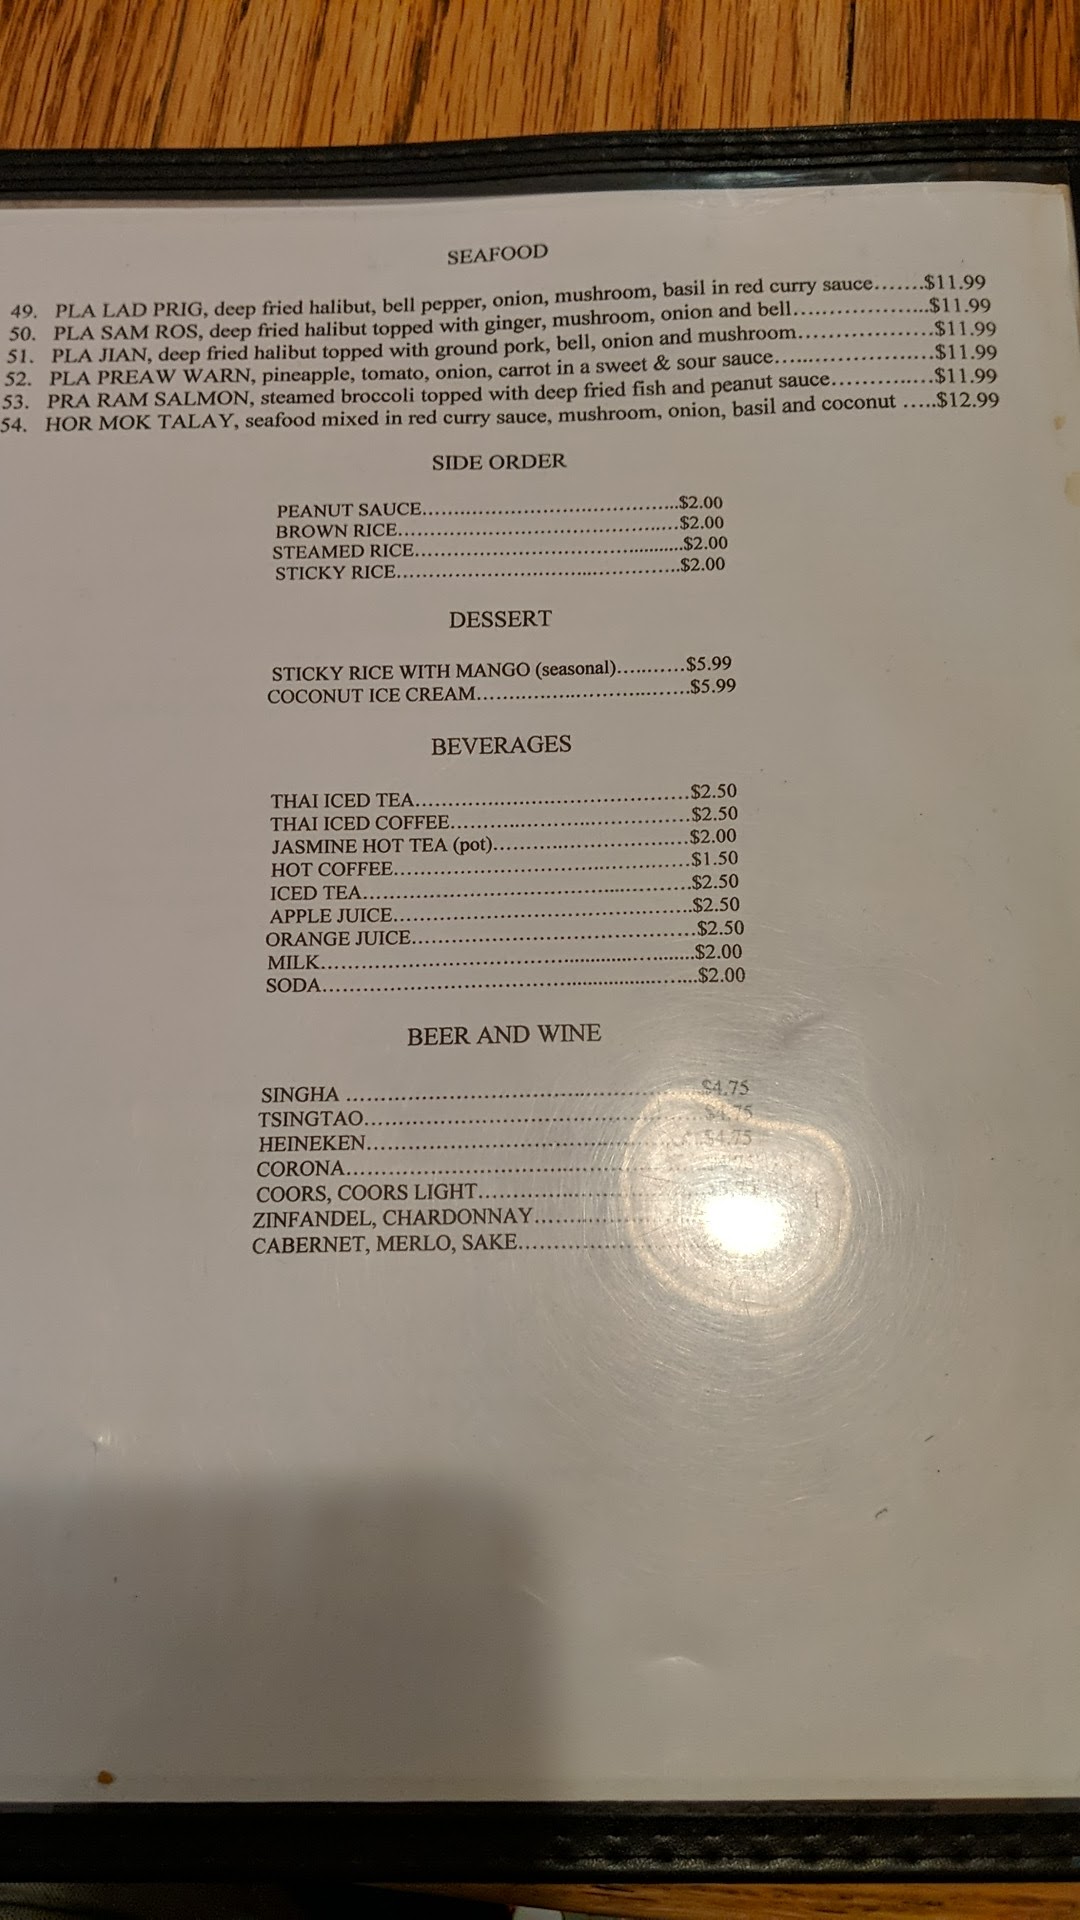 SEAFOOD
49. PLA LAD PRIG, deep fried halibut, bell pepper, onion, mushroom, basil in red curry sauce.......$11.99
50. PLA SAM ROS, deep fried halibut topped with ginger, mushroom, onion and bell.....................$11.99
51. PLA JIAN, deep fried halibut topped with ground pork, bell, onion and mushroom.....................$11.99
52. PLA PREAW WARN, pineapple, tomato, onion, carrot in a sweet & sour sauce........................$11.99
53. PRA RAM SALMON, steamed broccoli topped with deep fried fish and peanut sauce...............$11.99
54. HOR MOK TALAY, seafood mixed in red curry sauce, mushroom, onion, basil and coconut .....$12.99
SIDE ORDER
PEANUT SAUCE..........................................$2.00
BROWN RICE..............................................$2.00
STEAMED RICE............................................$2.00
STICKY RICE..............................................$2.00
DESSERT
STICKY RICE WITH MANGO (seasonal)...........$5.99
COCONUT ICE CREAM...................................$5.99
BEVERAGES
THAI ICED TEA.............................................$2.50
THAI ICED COFFEE.......................................$2.50
JASMINE HOT TEA (pot)................................$2.00
HOT COFFEE................................................$1.50
ICED TEA.....................................................$2.50
APPLE JUICE................................................$2.50
ORANGE JUICE.............................................$2.50
MILK............................................................$2.00
SODA...........................................................$2.00
BEER AND WINE
SINGHA ........................................................$4.75
TSINGTAO....................................................$4.75
HEINEKEN...................................................$4.75
CORONA..................................................
COORS, COORS LIGHT..............................
ZINFANDEL, CHARDONNAY......................
CABERNET, MERLO, SAKE........................